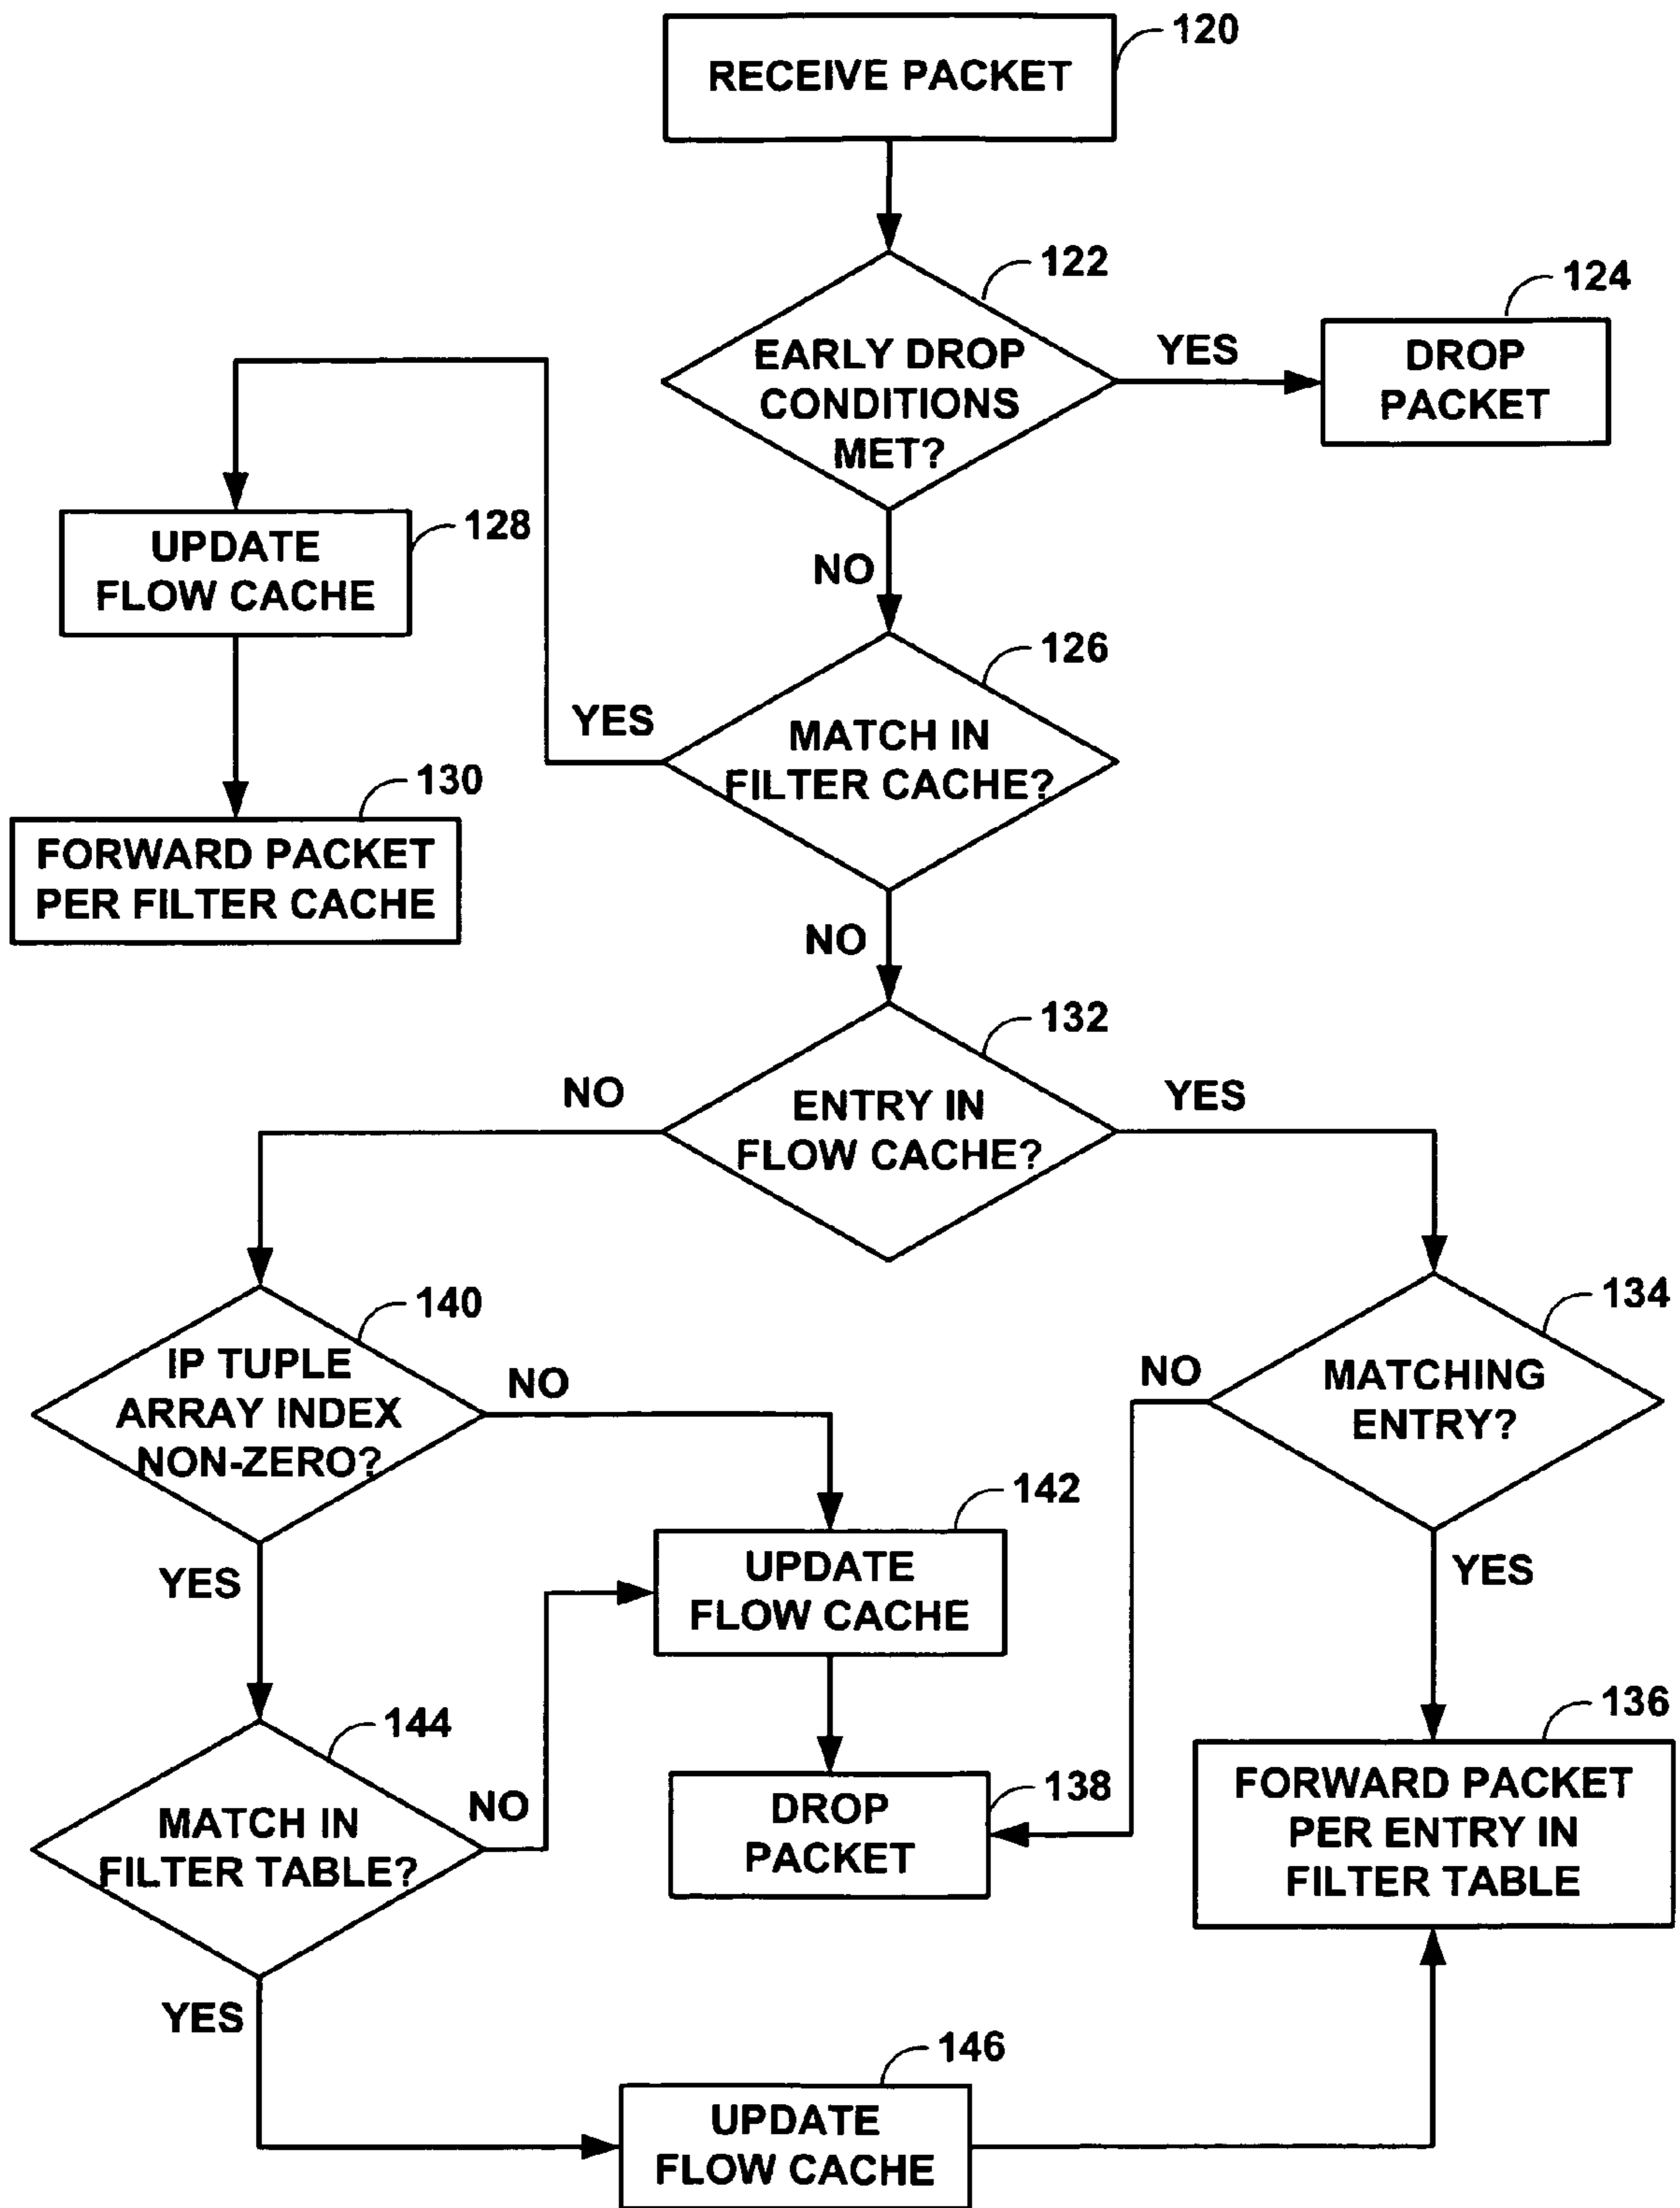 120
RECEIVE PACKET
122
EARLY DROP
CONDITIONS
MET?
YES
124
DROP
PACKET
NO
128
UPDATE
FLOW CACHE
126
MATCH IN
FILTER CACHE?
YES
130
FORWARD PACKET
PER FILTER CACHE
NO
132
ENTRY IN
FLOW CACHE?
NO
YES
140
IP TUPLE
ARRAY INDEX
NON-ZERO?
NO
134
MATCHING
ENTRY?
NO
YES
142
UPDATE
FLOW CACHE
YES
144
MATCH IN
FILTER TABLE?
NO
138
DROP
PACKET
136
FORWARD PACKET
PER ENTRY IN
FILTER TABLE
YES
146
UPDATE
FLOW CACHE